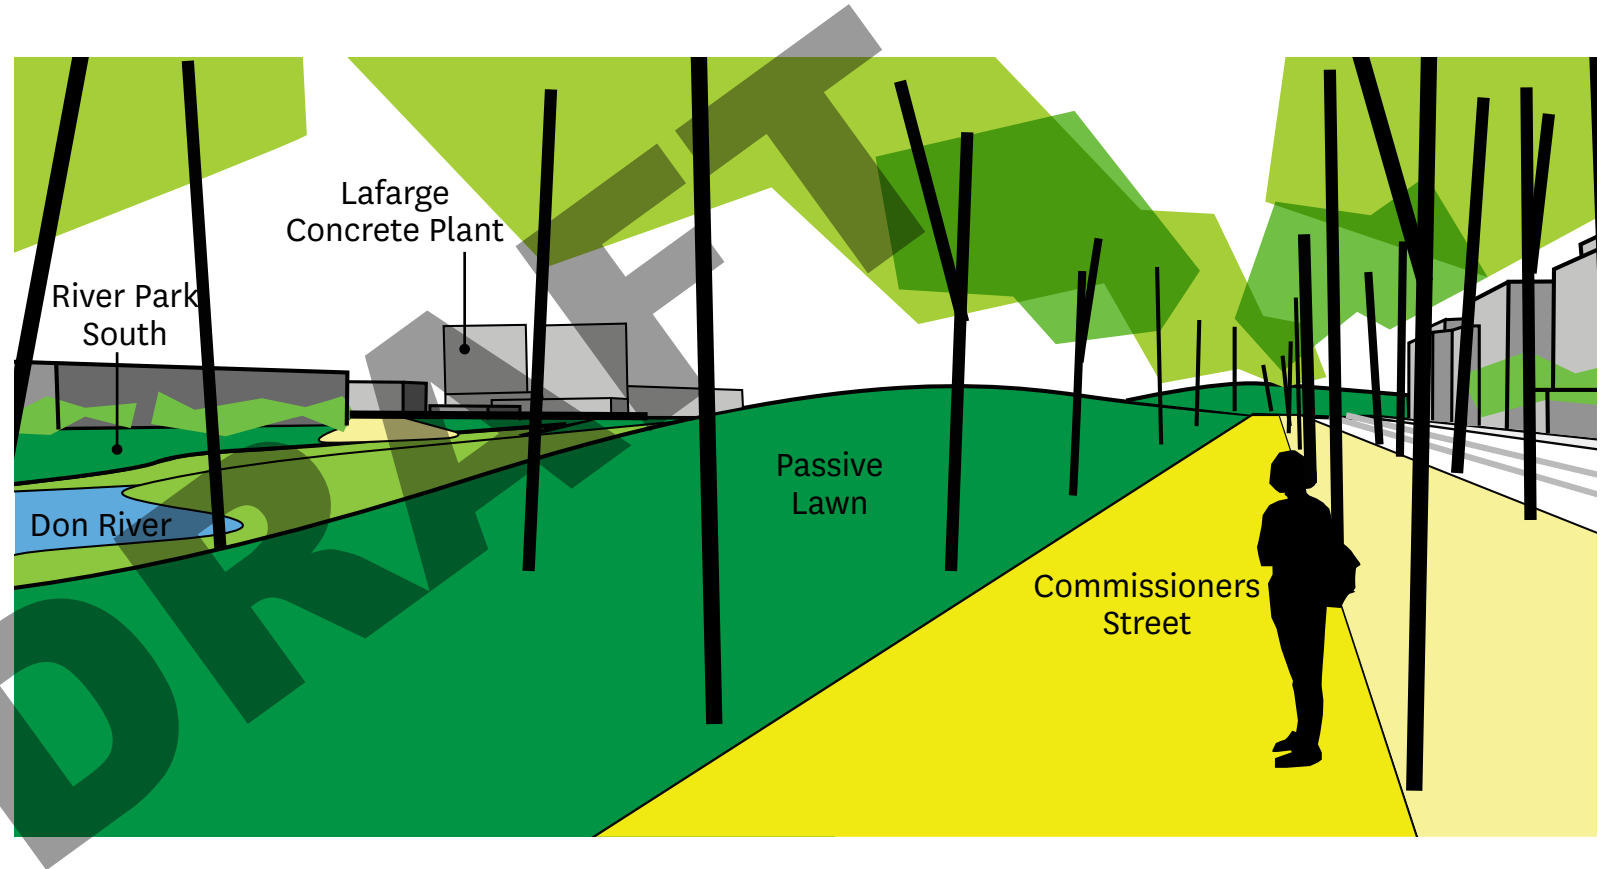 Lafarge
Concrete Plant
River Park
South
Don River
Passive
Lawn
Commissioners
Street
DRAFT